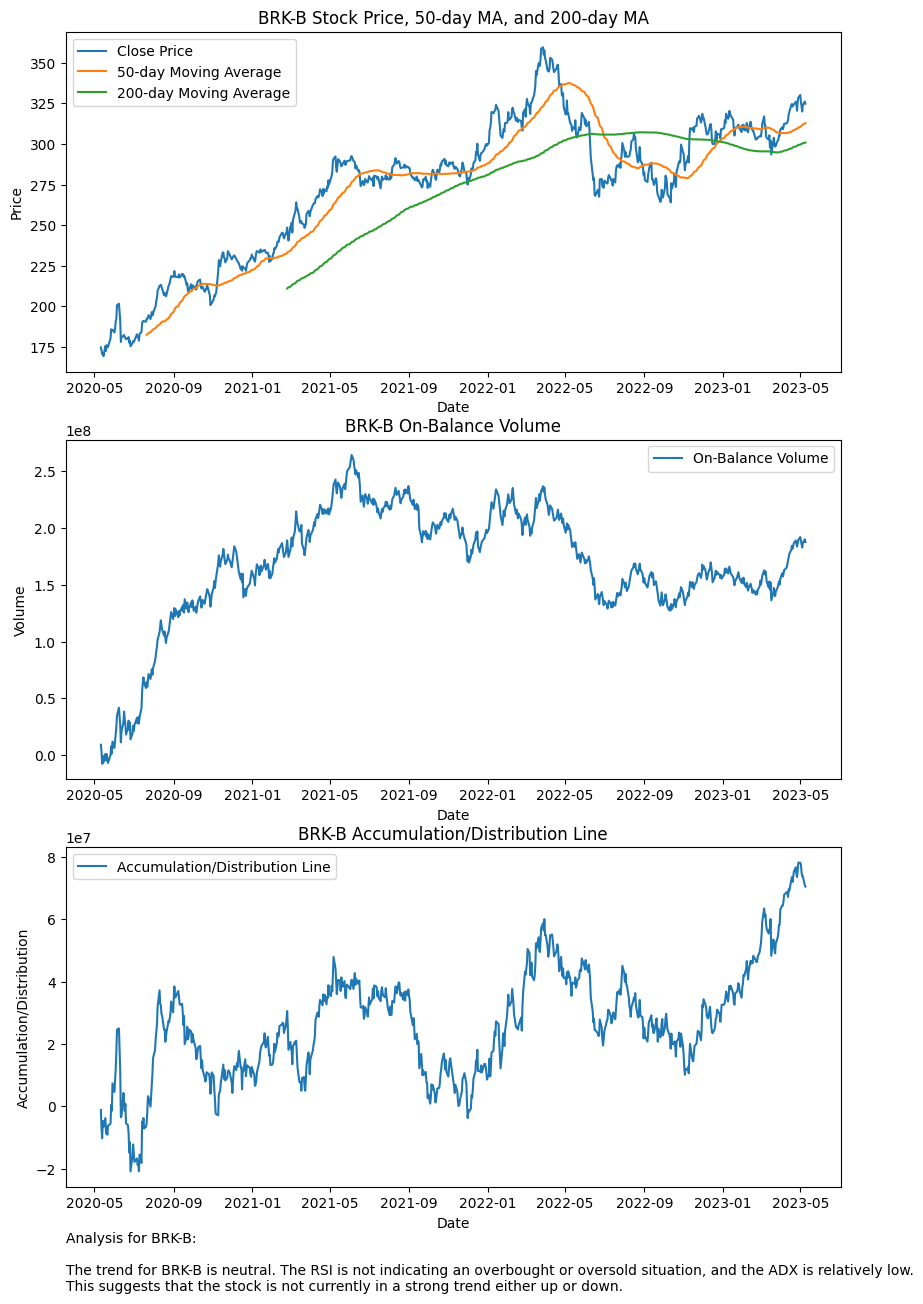 BRK-B Stock Price, 50-day MA, and 200-day MA
Close Price
50-day Moving Average
200-day Moving Average
Price
350
325
300
275
250
225
200
175
2020-05 2020-09 2021-01 2021-05 2021-09 2022-01 2022-05 2022-09 2023-01 2023-05
Date
1e8
BRK-B On-Balance Volume
On-Balance Volume
Volume
2.5
2.0
1.5
1.0
0.5
0.0
2020-05 2020-09 2021-01 2021-05 2021-09 2022-01 2022-05 2022-09 2023-01 2023-05
Date
1e7
BRK-B Accumulation/Distribution Line
Accumulation/Distribution Line
Accumulation/Distribution
8
6
4
2
0
−2
2020-05 2020-09 2021-01 2021-05 2021-09 2022-01 2022-05 2022-09 2023-01 2023-05
Date
Analysis for BRK-B:
The trend for BRK-B is neutral. The RSI is not indicating an overbought or oversold situation, and the ADX is relatively low.
This suggests that the stock is not currently in a strong trend either up or down.